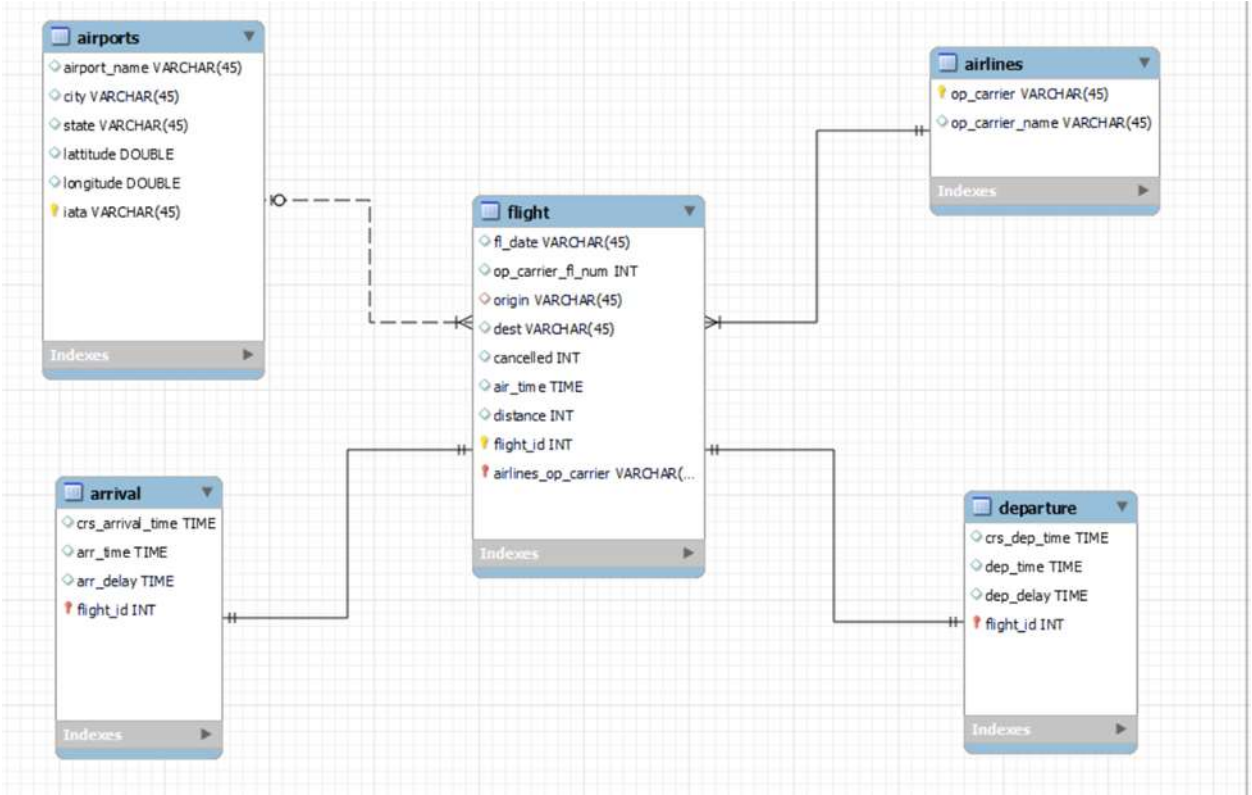 airports
airport_name VARCHAR(45)
city VARCHAR(45)
state VARCHAR(45)
lattitude DOUBLE
longitude DOUBLE
iata VARCHAR(45)
Indexes
airlines
op_carrier VARCHAR(45)
op_carrier_name VARCHAR(45)
Indexes
flight
fl_date VARCHAR(45)
op_carrier_fl_num INT
origin VARCHAR(45)
dest VARCHAR(45)
cancelled INT
air_time TIME
distance INT
flight_id INT
airlines_op_carrier VARCHAR(...
Indexes
arrival
crs_arrival_time TIME
arr_time TIME
arr_delay TIME
flight_id INT
Indexes
departure
crs_dep_time TIME
dep_time TIME
dep_delay TIME
flight_id INT
Indexes